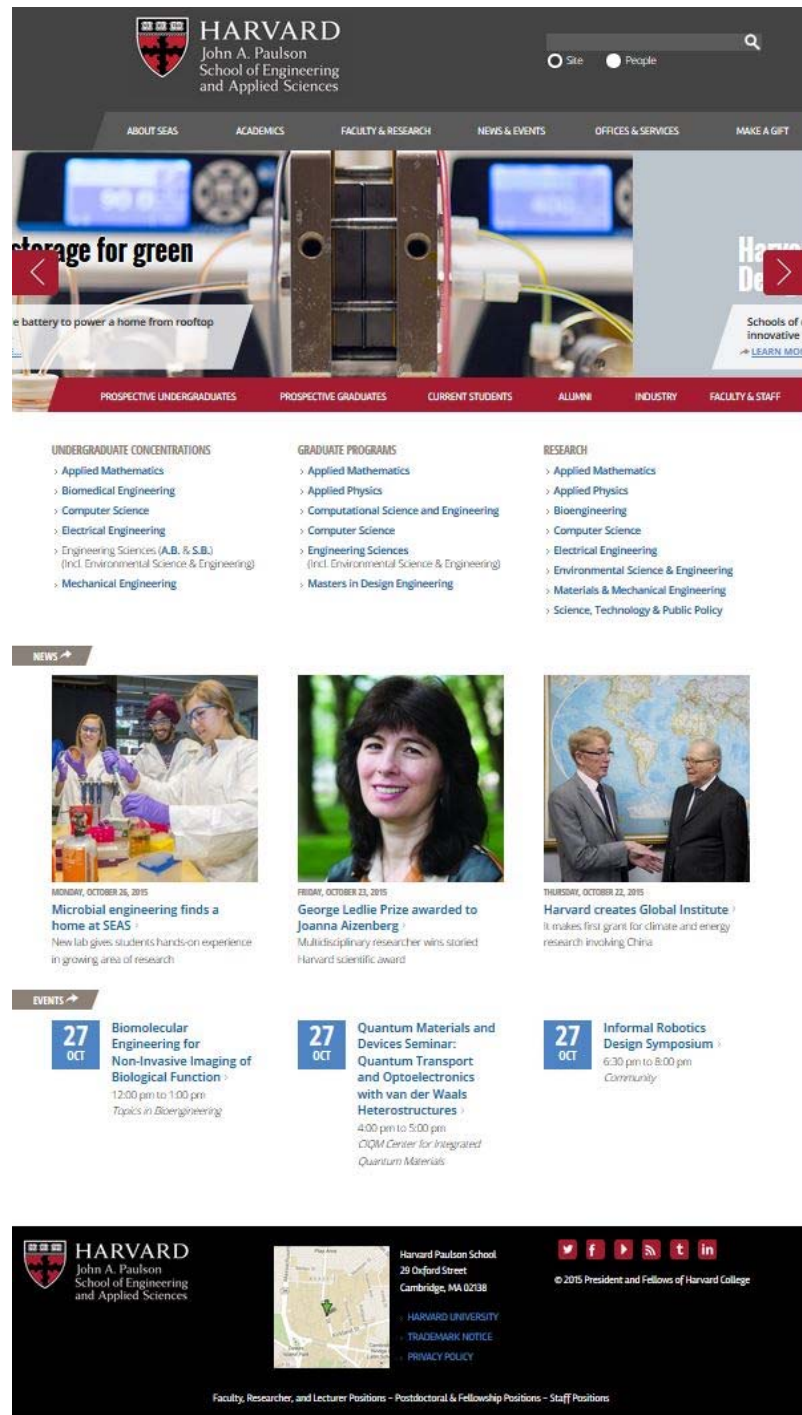 HARVARD
John A. Paulson
School of Engineering
and Applied Sciences
Site
People
ABOUT SEAS
ACADEMICS
FACULTY & RESEARCH
NEWS & EVENTS
OFFICES & SERVICES
MAKE A GIFT
storage for green
battery to power a home from rooftop
Schools of
innovative
LEARN MO
PROSPECTIVE UNDERGRADUATES
PROSPECTIVE GRADUATES
CURRENT STUDENTS
ALUMNI
INDUSTRY
FACULTY & STAFF
UNDERGRADUATE CONCENTRATIONS
› Applied Mathematics
› Biomedical Engineering
› Computer Science
› Electrical Engineering
› Engineering Sciences (A.B. & S.B.)
(Incl. Environmental Science & Engineering)
› Mechanical Engineering
GRADUATE PROGRAMS
› Applied Mathematics
› Applied Physics
› Computational Science and Engineering
› Computer Science
› Engineering Sciences
(Incl. Environmental Science & Engineering)
› Masters in Design Engineering
RESEARCH
› Applied Mathematics
› Applied Physics
› Bioengineering
› Computer Science
› Electrical Engineering
› Environmental Science & Engineering
› Materials & Mechanical Engineering
› Science, Technology & Public Policy
NEWS
MONDAY, OCTOBER 26, 2015
Microbial engineering finds a
home at SEAS ›
New lab gives students hands-on experience
in growing area of research
FRIDAY, OCTOBER 23, 2015
George Ledlie Prize awarded to
Joanna Aizenberg ›
Multidisciplinary researcher wins storied
Harvard scientific award
THURSDAY, OCTOBER 22, 2015
Harvard creates Global Institute ›
It makes first grant for climate and energy
research involving China
EVENTS
27
OCT
Biomolecular
Engineering for
Non-Invasive Imaging of
Biological Function ›
12:00 pm to 1:00 pm
Topics in Bioengineering
27
OCT
Quantum Materials and
Devices Seminar:
Quantum Transport
and Optoelectronics
with van der Waals
Heterostructures ›
4:00 pm to 5:00 pm
CIQM Center for Integrated
Quantum Materials
27
OCT
Informal Robotics
Design Symposium ›
6:30 pm to 8:00 pm
Community
HARVARD
John A. Paulson
School of Engineering
and Applied Sciences
Harvard Paulson School
29 Oxford Street
Cambridge, MA 02138
› HARVARD UNIVERSITY
› TRADEMARK NOTICE
› PRIVACY POLICY
© 2015 President and Fellows of Harvard College
Faculty, Researcher, and Lecturer Positions – Postdoctoral & Fellowship Positions – Staff Positions